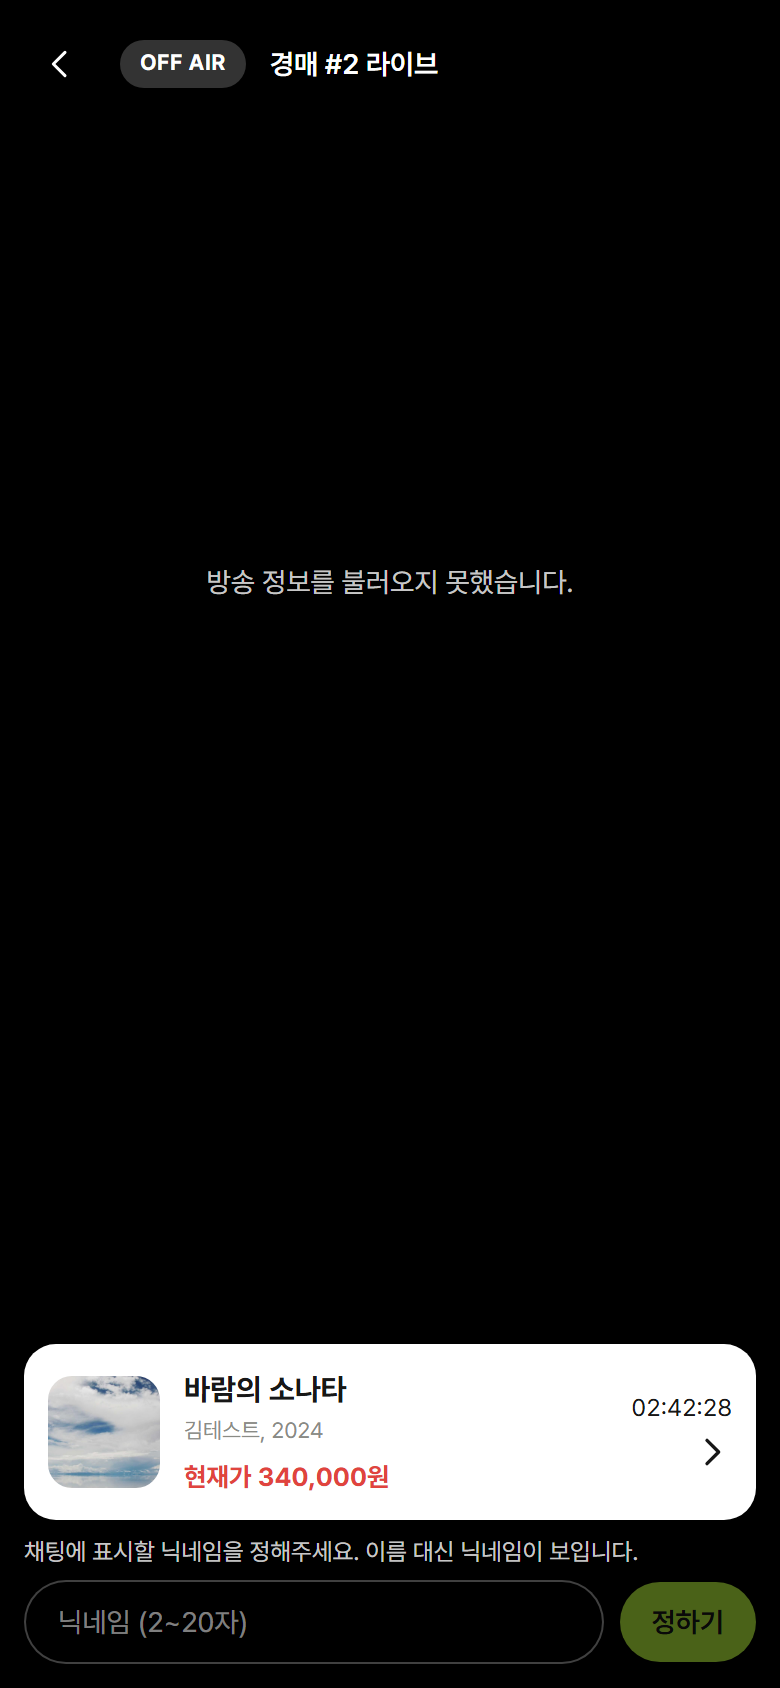 OFF AIR 경매 #2 라이브
방송 정보를 불러오지 못했습니다.
바람의 소나타
02:42:28
김테스트, 2024
현재가 340,000원
채팅에 표시할 닉네임을 정해주세요. 이름 대신 닉네임이 보입니다.
닉네임 (2~20자) 정하기